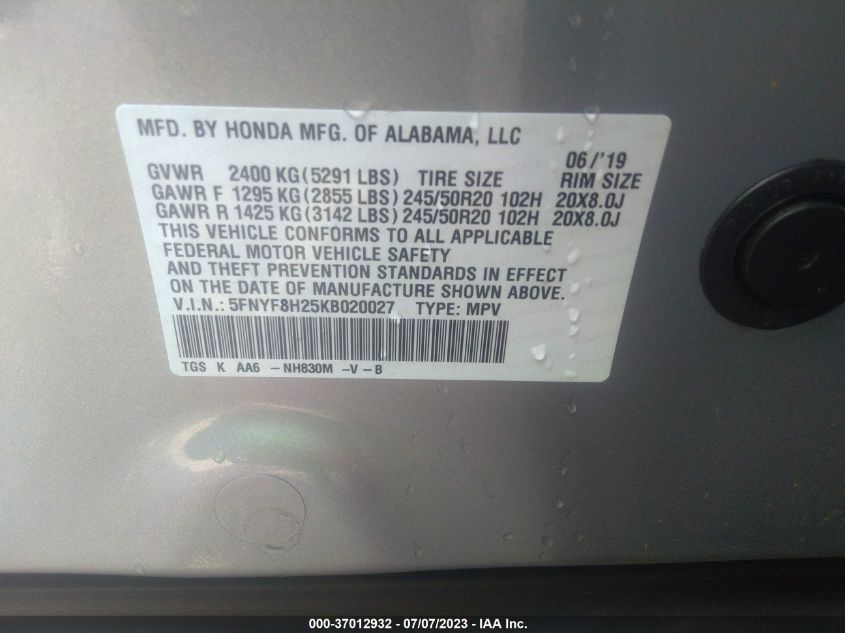 MFD. BY HONDA MFG. OF ALABAMA, LLC
06/'19
GVWR 2400 KG (5291 LBS) TIRE SIZE RIM SIZE
GAWR F 1295 KG (2855 LBS) 245/50R20 102H 20X8.0J
GAWR R 1425 KG (3142 LBS) 245/50R20 102H 20X8.0J
THIS VEHICLE CONFORMS TO ALL APPLICABLE
FEDERAL MOTOR VEHICLE SAFETY
AND THEFT PREVENTION STANDARDS IN EFFECT
ON THE DATE OF MANUFACTURE SHOWN ABOVE.
V.I.N.: 5FNYF8H25KB020027 TYPE: MPV
TGS K AA6 -NH830M -V-B
000-37012932 - 07/07/2023 - IAA Inc.